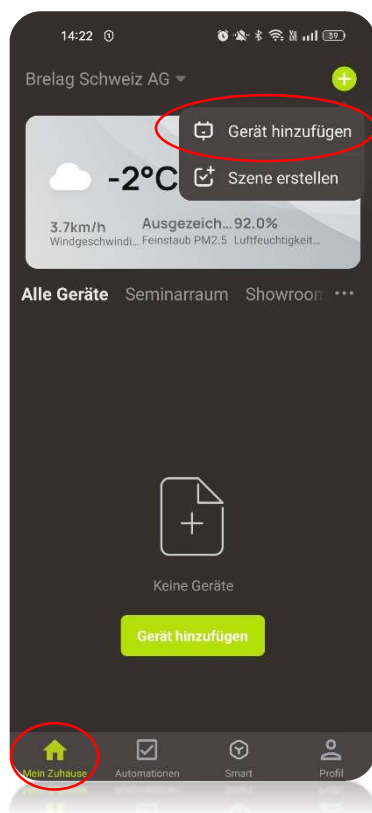 14:22 39
Brelag Schweiz AG
Gerät hinzufügen
Szene erstellen
-2°C
3.7km/h Ausgezeich... 92.0%
Windgeschwindi... Feinstaub PM2.5 Luftfeuchtigkeit...
Alle Geräte Seminarraum Showroom ...
Keine Geräte
Gerät hinzufügen
Mein Zuhause Automationen Smart Profil